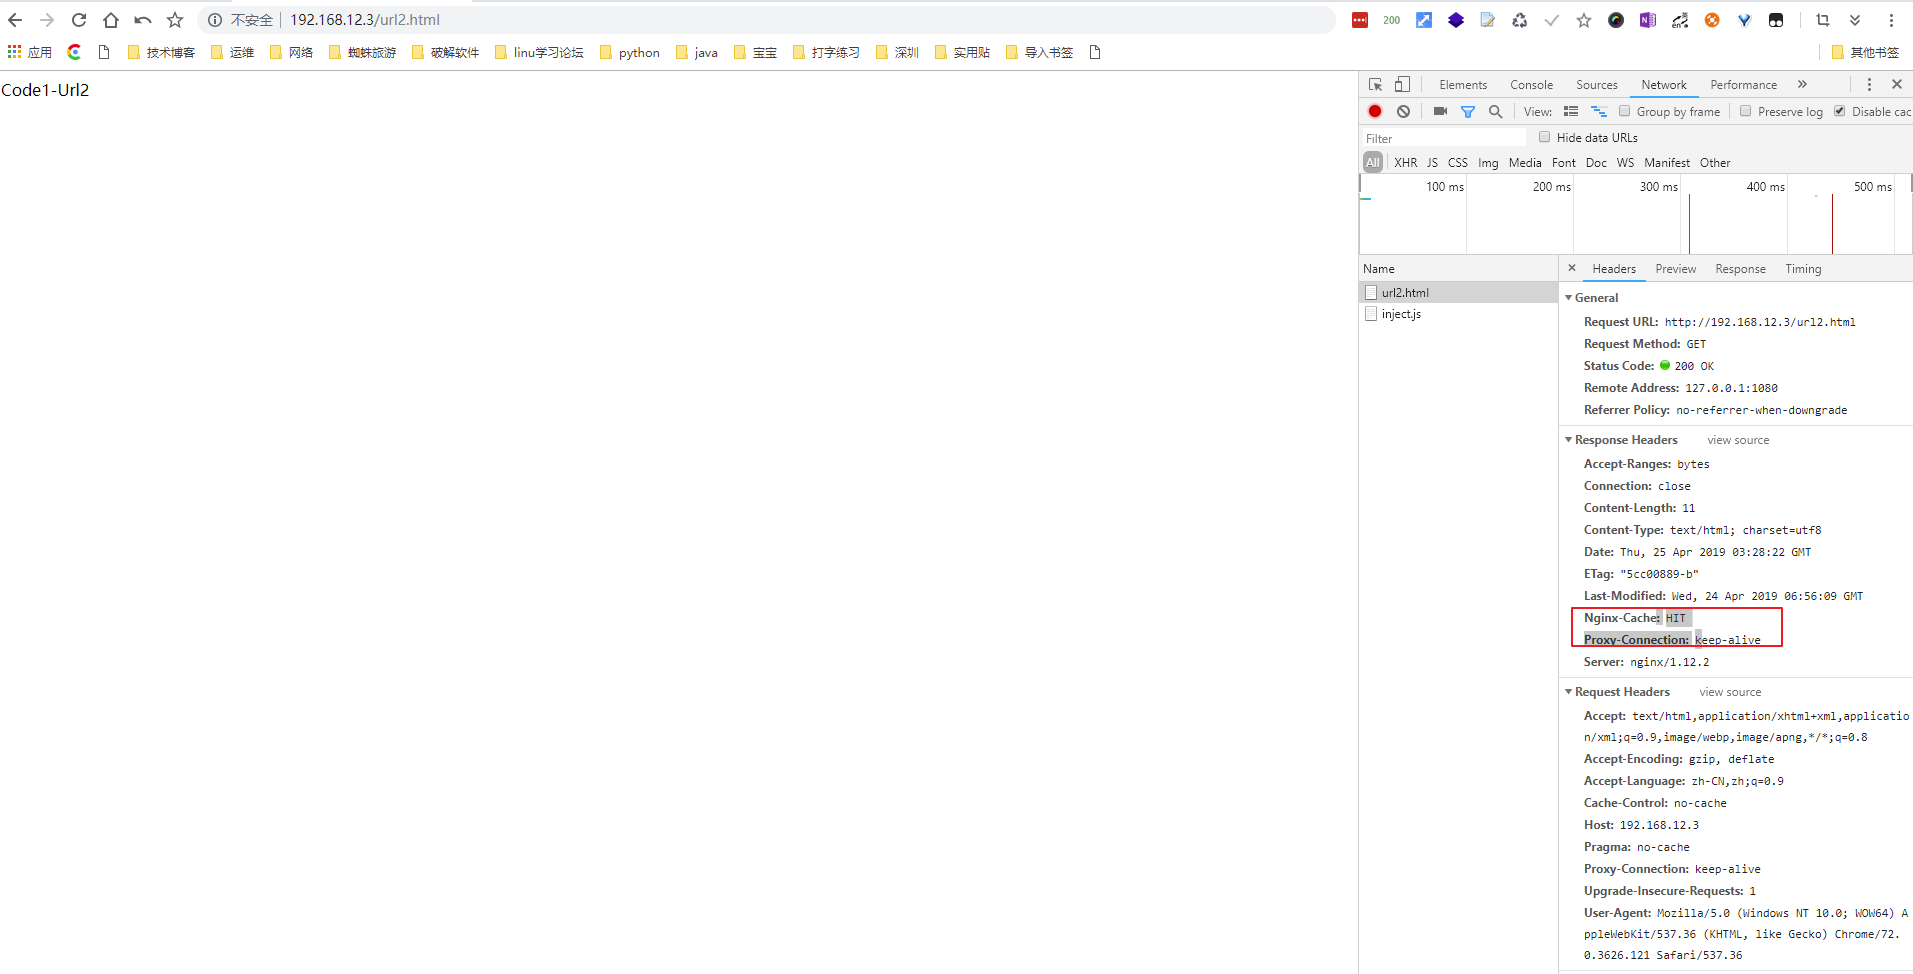 不安全 192.168.12.3/url2.html 200
应用 技术博客 运维 网络 蜘蛛旅游 破解软件 linu学习论坛 python java 宝宝 打字练习 深圳 实用贴 导入书签 其他书签
Code1-Url2
Elements Console Sources Network Performance
View: Group by frame Preserve log Disable cac
Filter Hide data URLs
All XHR JS CSS Img Media Font Doc WS Manifest Other
100 ms 200 ms 300 ms 400 ms 500 ms
Name
url2.html
inject.js
Headers Preview Response Timing
General
Request URL: http://192.168.12.3/url2.html
Request Method: GET
Status Code: 200 OK
Remote Address: 127.0.0.1:1080
Referrer Policy: no-referrer-when-downgrade
Response Headers view source
Accept-Ranges: bytes
Connection: close
Content-Length: 11
Content-Type: text/html; charset=utf8
Date: Thu, 25 Apr 2019 03:28:22 GMT
ETag: "5cc00889-b"
Last-Modified: Wed, 24 Apr 2019 06:56:09 GMT
Nginx-Cache: HIT
Proxy-Connection: keep-alive
Server: nginx/1.12.2
Request Headers view source
Accept: text/html,application/xhtml+xml,applicatio
n/xml;q=0.9,image/webp,image/apng,*/*;q=0.8
Accept-Encoding: gzip, deflate
Accept-Language: zh-CN,zh;q=0.9
Cache-Control: no-cache
Host: 192.168.12.3
Pragma: no-cache
Proxy-Connection: keep-alive
Upgrade-Insecure-Requests: 1
User-Agent: Mozilla/5.0 (Windows NT 10.0; WOW64) A
ppleWebKit/537.36 (KHTML, like Gecko) Chrome/72.
0.3626.121 Safari/537.36